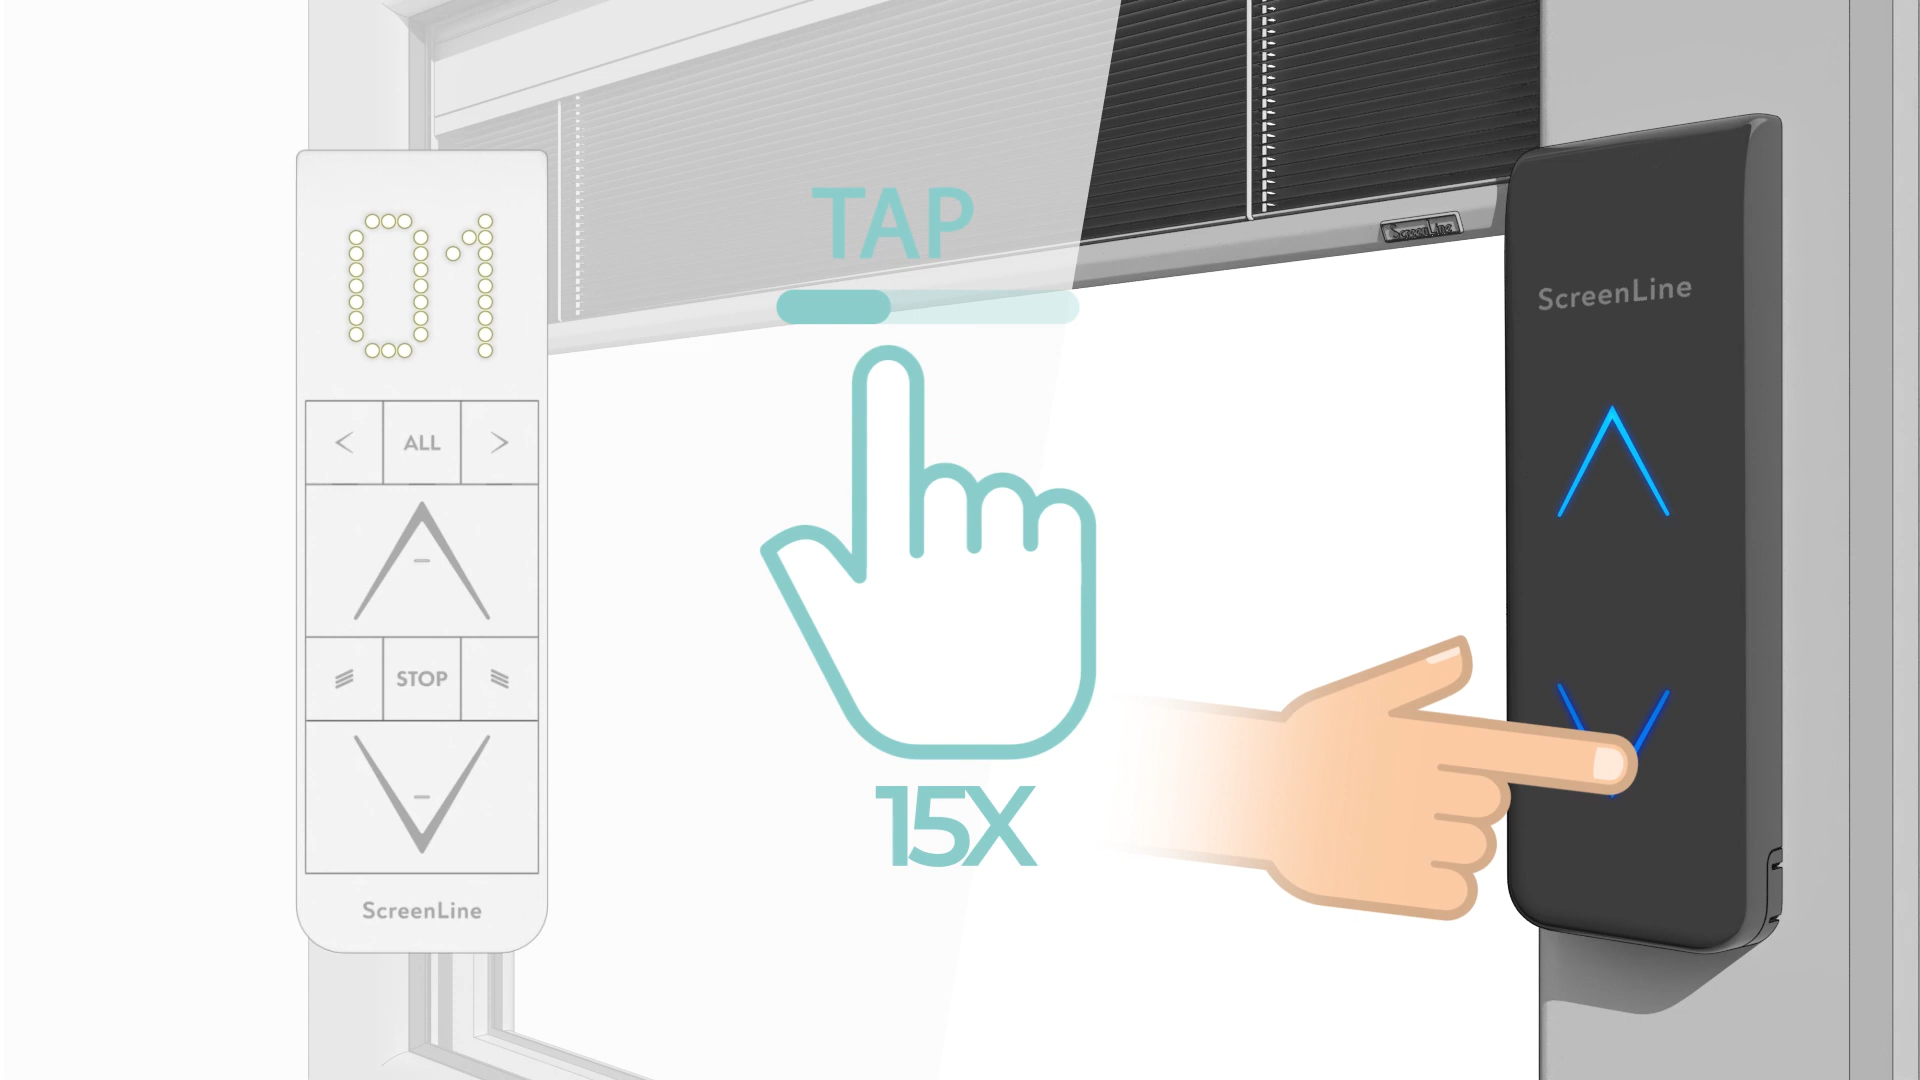 01
< ALL >
STOP
ScreenLine
TAP
15X
ScreenLine
ScreenLine